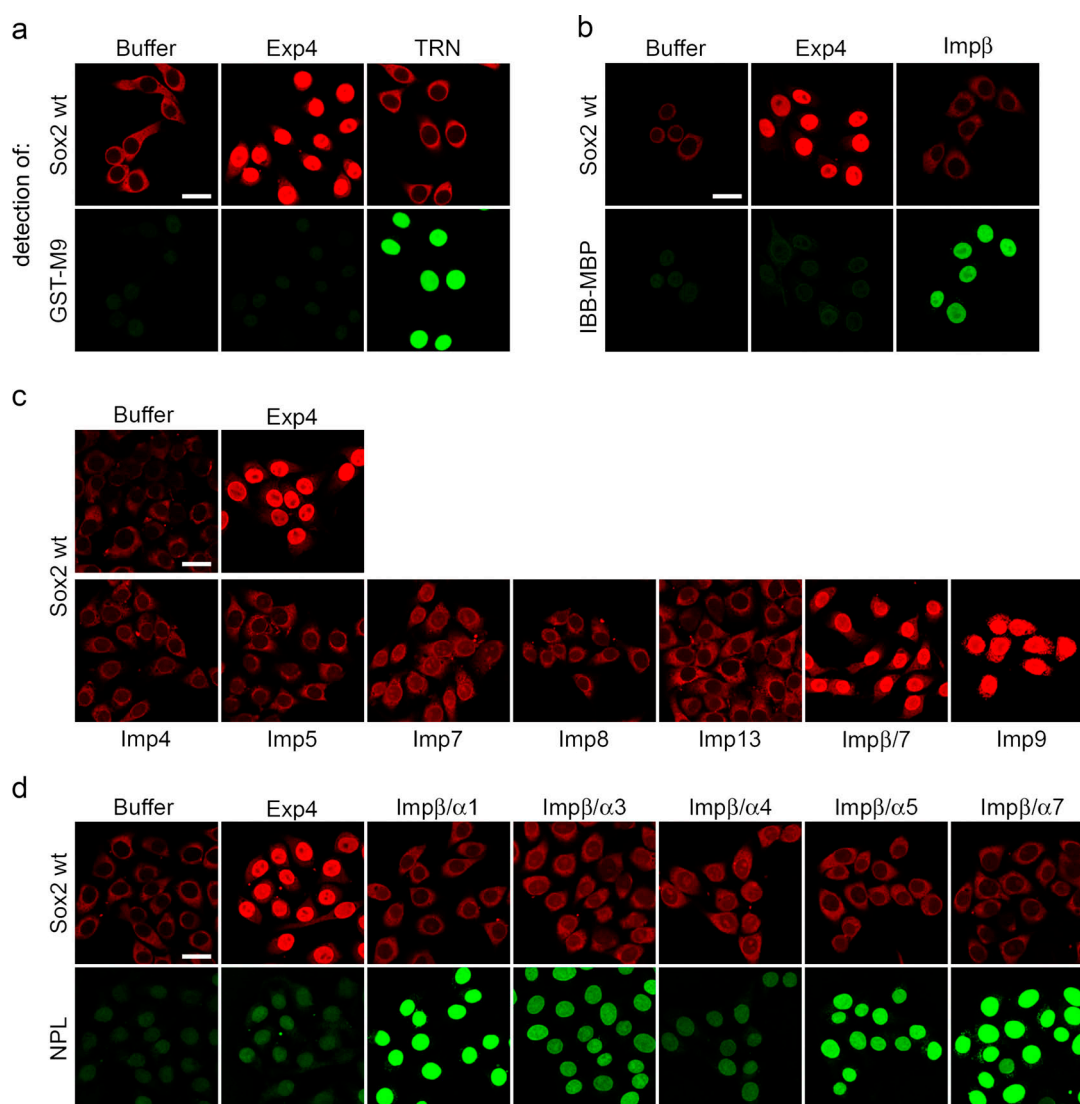 a
Buffer Exp4 TRN
detection of:
Sox2 wt
GST-M9
b
Buffer Exp4 Impβ
Sox2 wt
IBB-MBP
c
Buffer Exp4
Sox2 wt
Imp4 Imp5 Imp7 Imp8 Imp13 Impβ/7 Imp9
d
Buffer Exp4 Impβ/α1 Impβ/α3 Impβ/α4 Impβ/α5 Impβ/α7
Sox2 wt
NPL